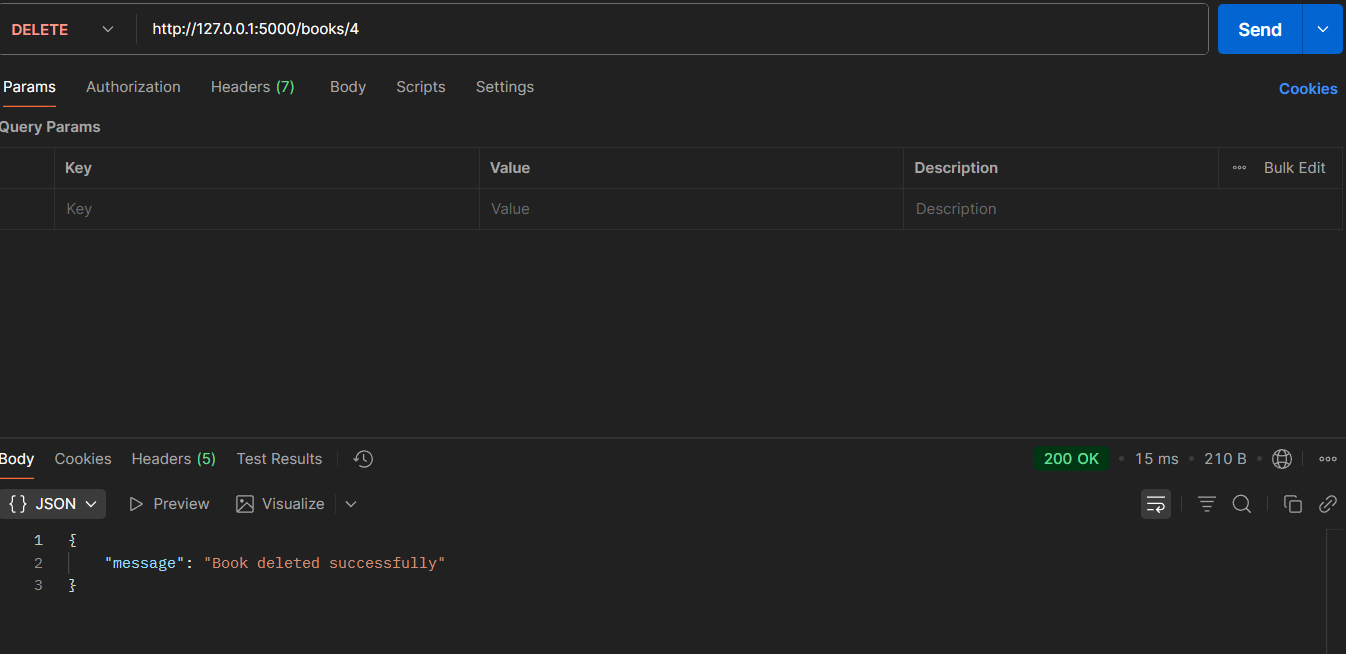 DELETE http://127.0.0.1:5000/books/4 Send
Params Authorization Headers (7) Body Scripts Settings Cookies
Query Params
Key Value Description Bulk Edit
Key Value Description
Body Cookies Headers (5) Test Results 200 OK 15 ms 210 B
{} JSON Preview Visualize
1 {
2 "message": "Book deleted successfully"
3 }